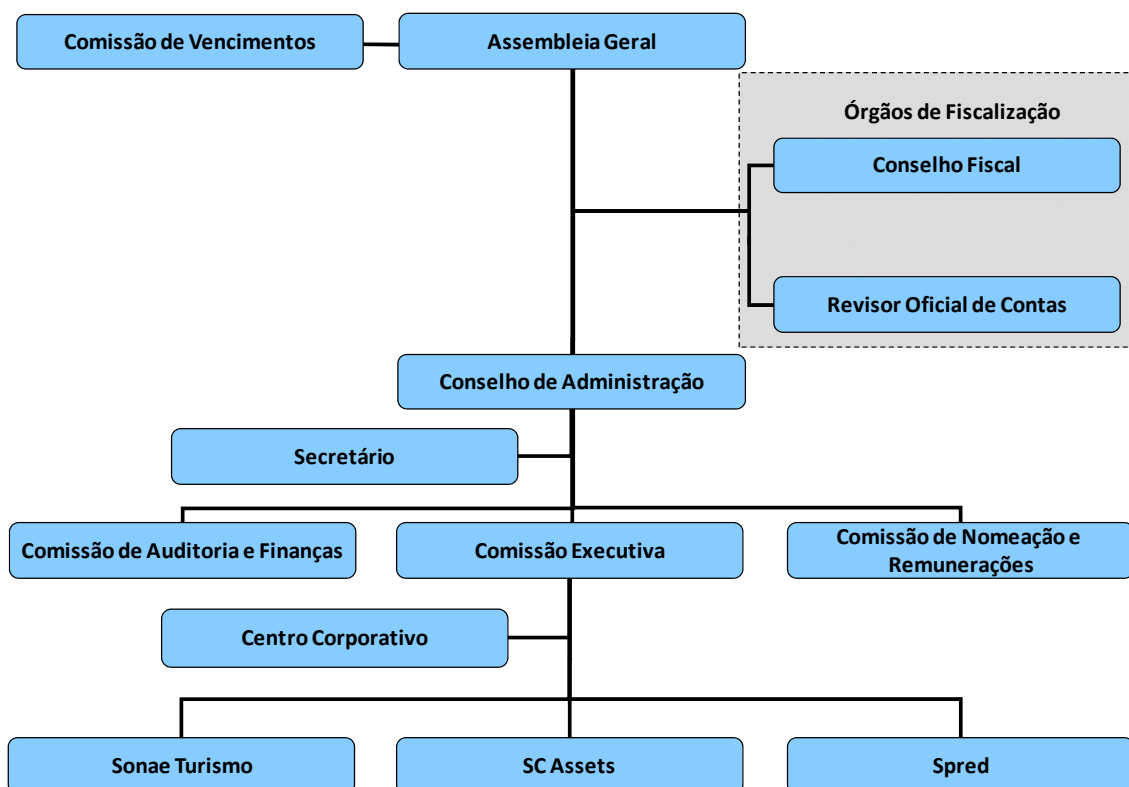 Comissão de Vencimentos
Assembleia Geral
Órgãos de Fiscalização
Conselho Fiscal
Revisor Oficial de Contas
Conselho de Administração
Secretário
Comissão de Auditoria e Finanças
Comissão Executiva
Comissão de Nomeação e
Remunerações
Centro Corporativo
Sonae Turismo
SC Assets
Spred